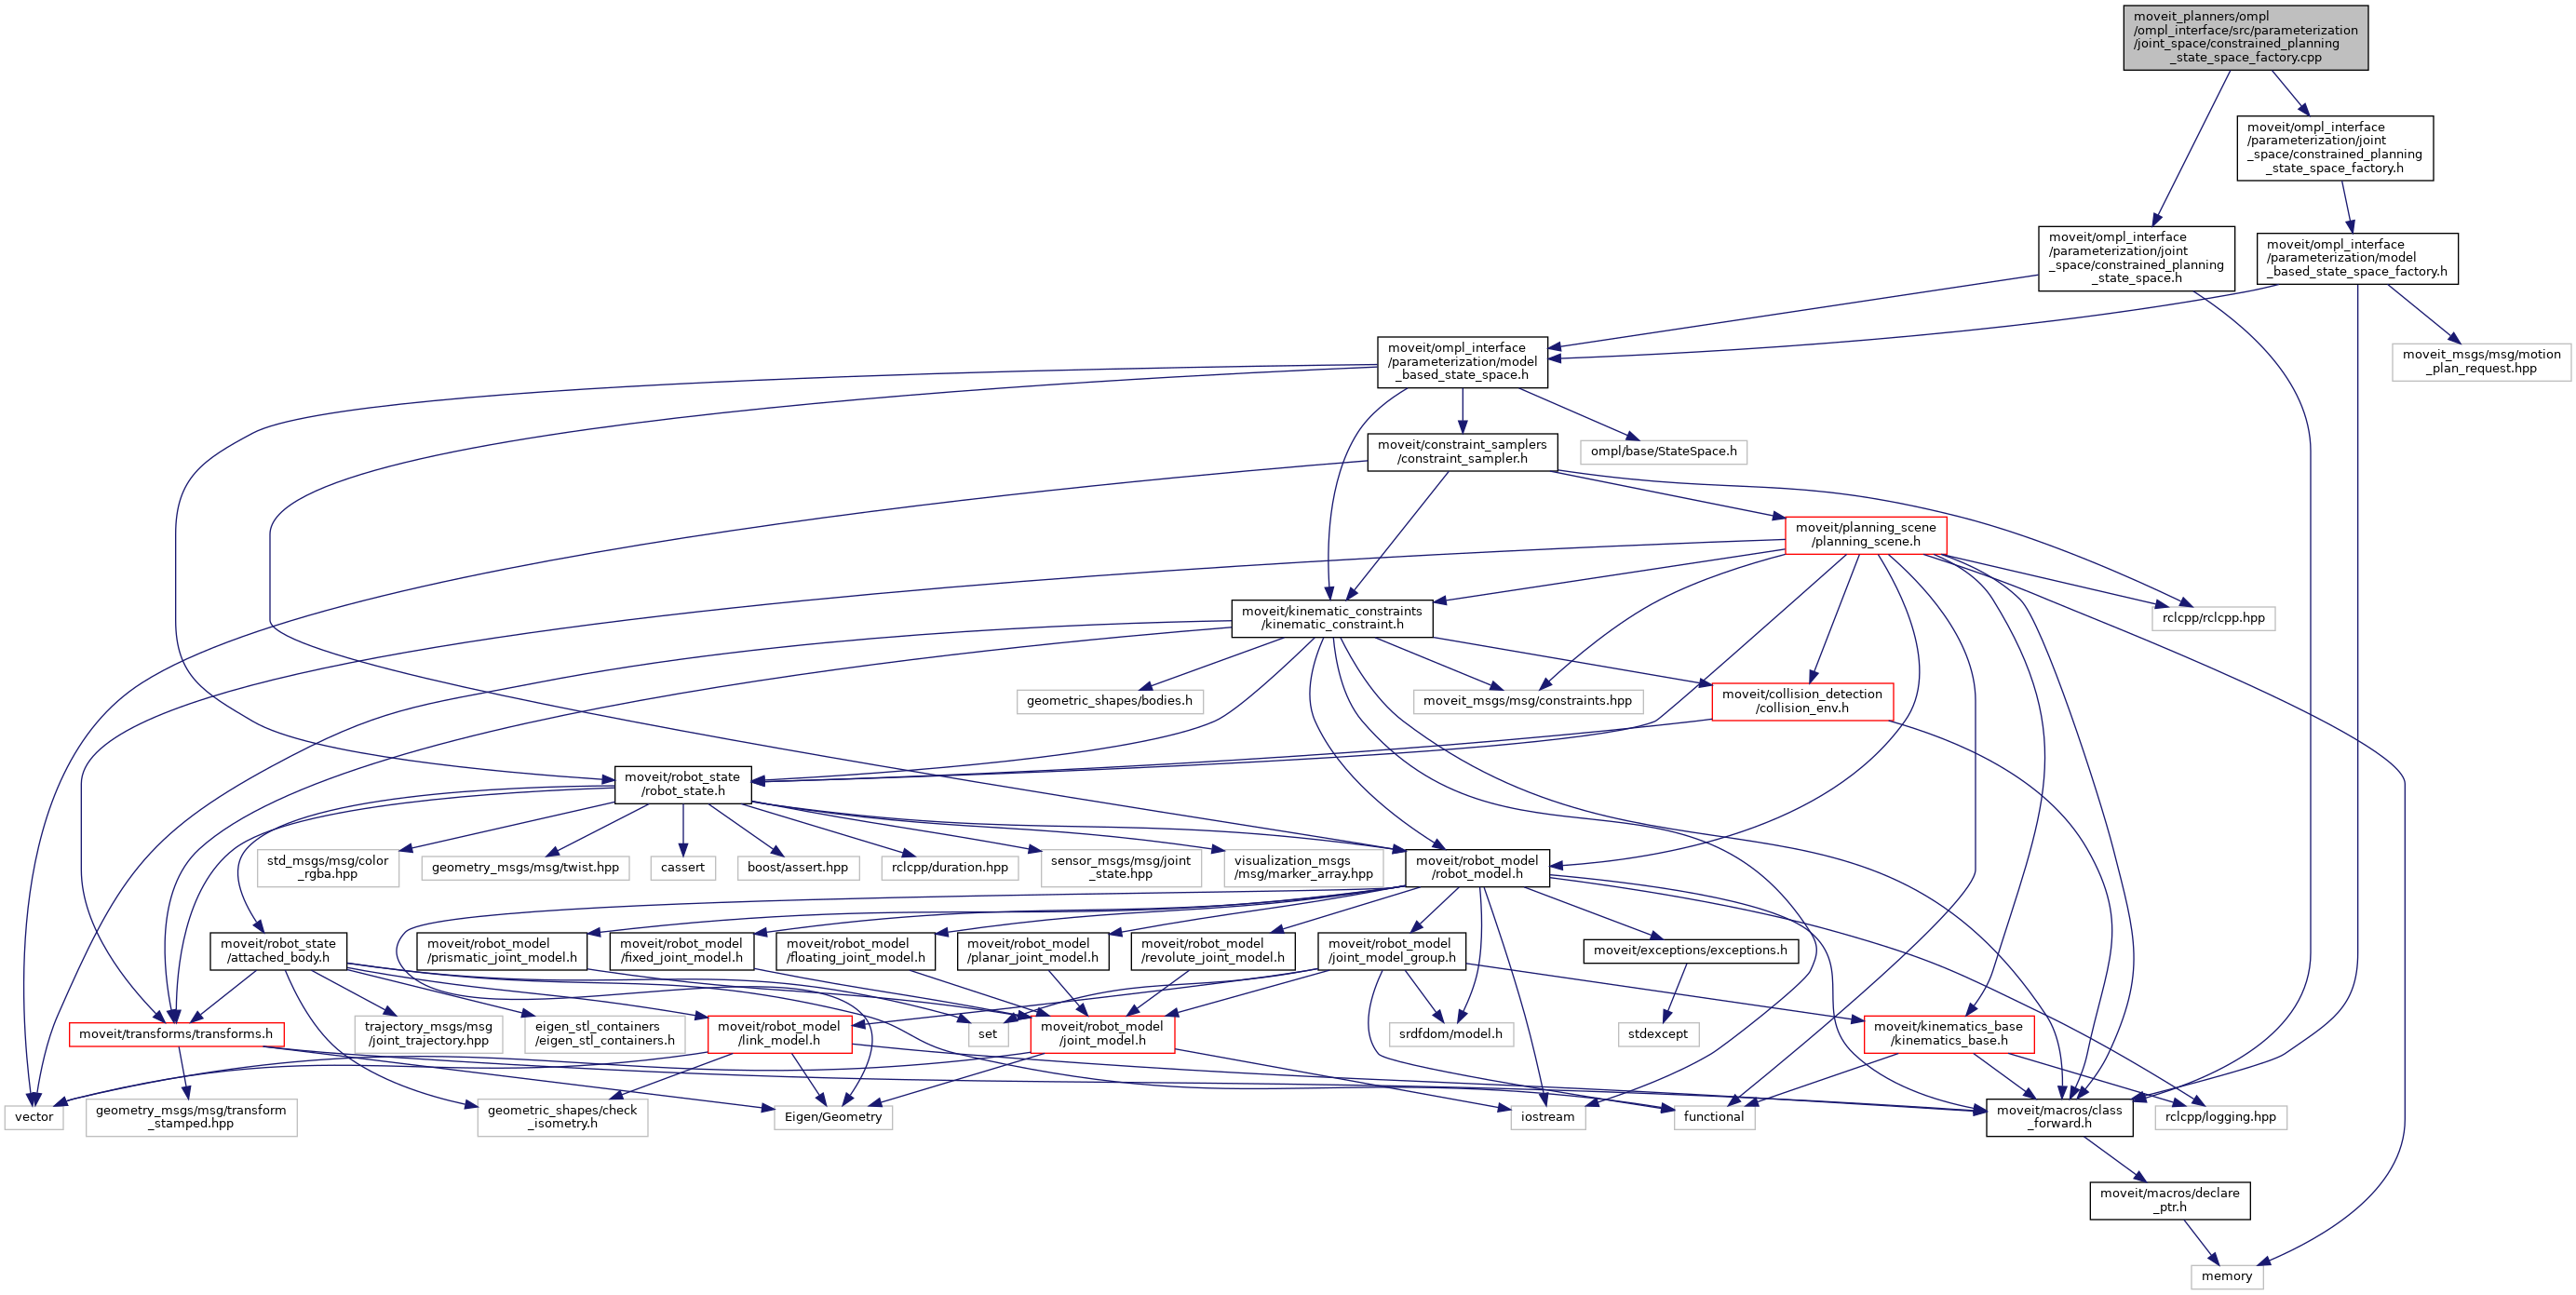 moveit_planners/ompl
/ompl_interface/src/parameterization
/joint_space/constrained_planning
_state_space_factory.cpp
moveit/ompl_interface
/parameterization/joint
_space/constrained_planning
_state_space_factory.h
moveit/ompl_interface
/parameterization/joint
_space/constrained_planning
_state_space.h
moveit/ompl_interface
/parameterization/model
_based_state_space_factory.h
moveit/ompl_interface
/parameterization/model
_based_state_space.h
moveit_msgs/msg/motion
_plan_request.hpp
moveit/constraint_samplers
/constraint_sampler.h
ompl/base/StateSpace.h
moveit/planning_scene
/planning_scene.h
moveit/kinematic_constraints
/kinematic_constraint.h
rclcpp/rclcpp.hpp
geometric_shapes/bodies.h
moveit_msgs/msg/constraints.hpp
moveit/collision_detection
/collision_env.h
moveit/robot_state
/robot_state.h
std_msgs/msg/color
_rgba.hpp
geometry_msgs/msg/twist.hpp
cassert
boost/assert.hpp
rclcpp/duration.hpp
sensor_msgs/msg/joint
_state.hpp
visualization_msgs
/msg/marker_array.hpp
moveit/robot_model
/robot_model.h
moveit/robot_state
/attached_body.h
moveit/robot_model
/prismatic_joint_model.h
moveit/robot_model
/fixed_joint_model.h
moveit/robot_model
/floating_joint_model.h
moveit/robot_model
/planar_joint_model.h
moveit/robot_model
/revolute_joint_model.h
moveit/robot_model
/joint_model_group.h
moveit/exceptions/exceptions.h
moveit/transforms/transforms.h
trajectory_msgs/msg
/joint_trajectory.hpp
eigen_stl_containers
/eigen_stl_containers.h
moveit/robot_model
/link_model.h
set
moveit/robot_model
/joint_model.h
srdfdom/model.h
stdexcept
moveit/kinematics_base
/kinematics_base.h
vector
geometry_msgs/msg/transform
_stamped.hpp
geometric_shapes/check
_isometry.h
Eigen/Geometry
iostream
functional
moveit/macros/class
_forward.h
rclcpp/logging.hpp
moveit/macros/declare
_ptr.h
memory